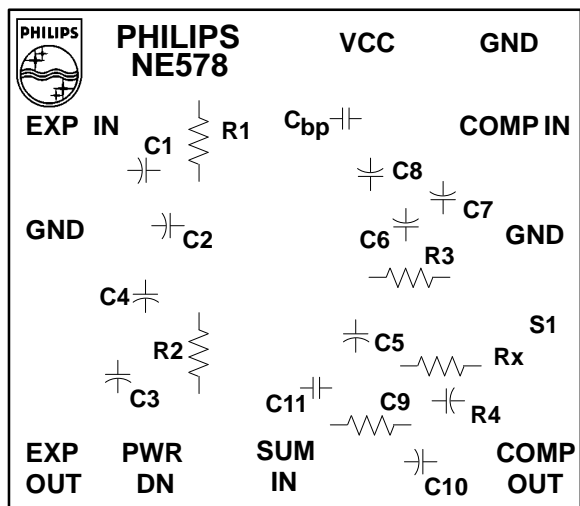 PHILIPS
PHILIPS
NE578
VCC
GND
EXP IN
C1
R1
Cbp
COMP IN
C8
C7
GND
C2
C6
GND
R3
C4
S1
R2
C5
Rx
C3
C11
C9
R4
EXP
OUT
PWR
DN
SUM
IN
C10
COMP
OUT